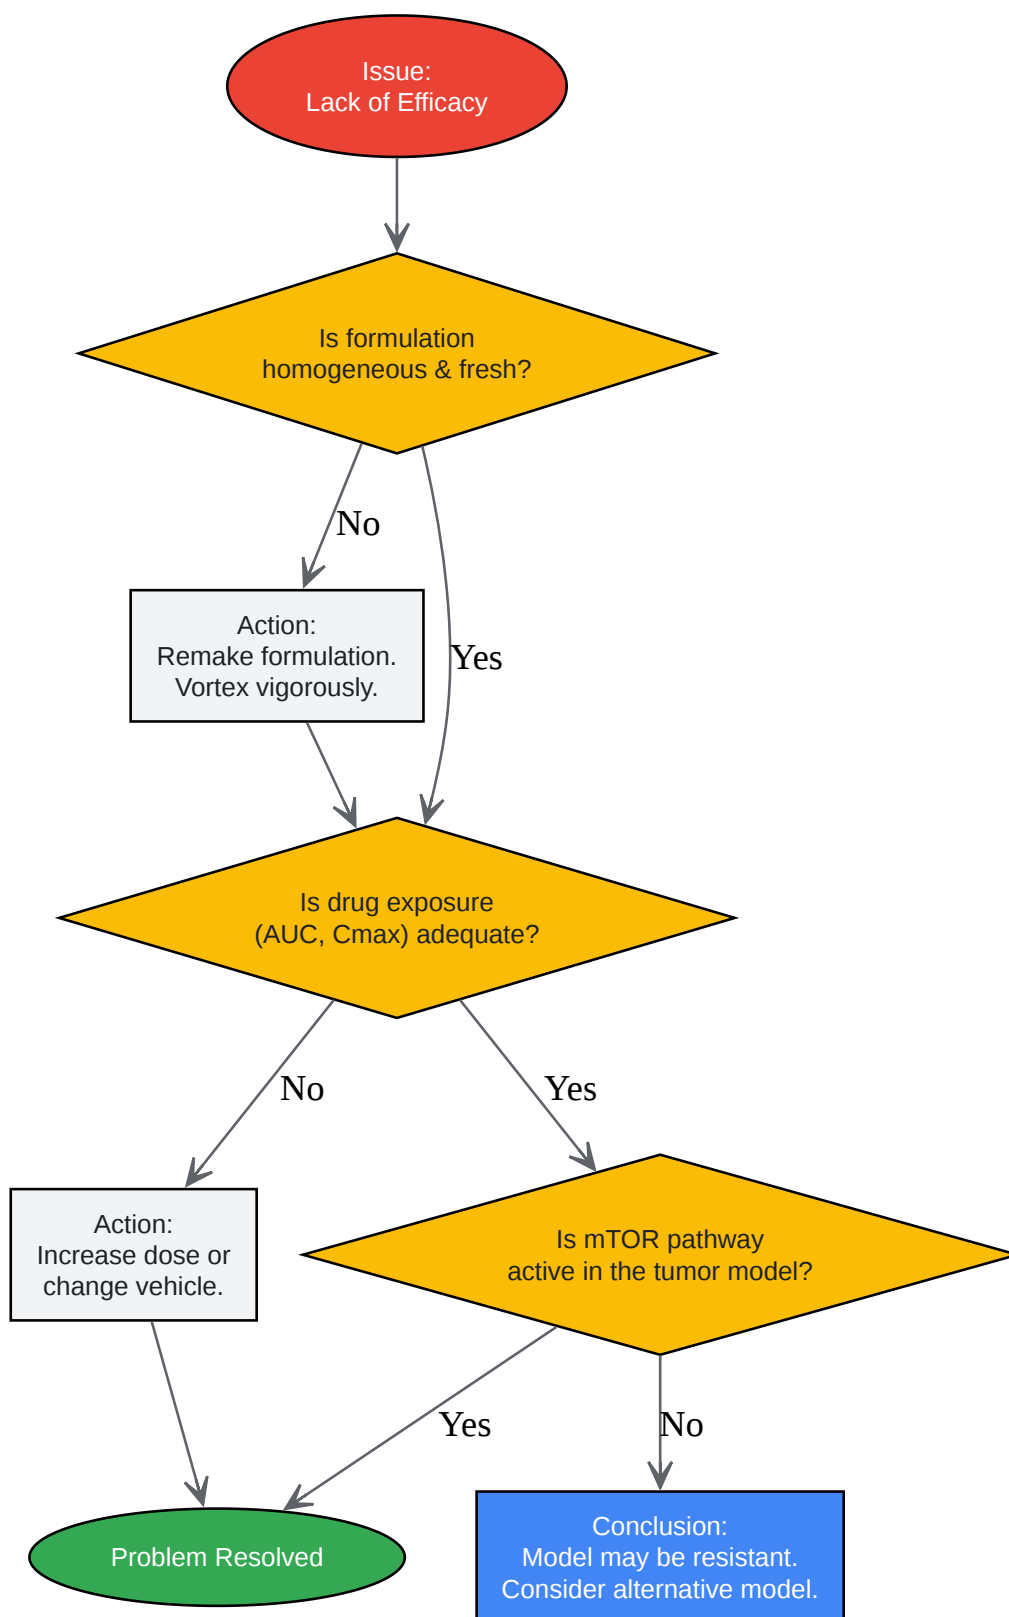 Issue:
Lack of Efficacy
Is formulation
homogeneous & fresh?
No
Action:
Remake formulation.
Vortex vigorously.
Yes
Is drug exposure
(AUC, Cmax) adequate?
No
Yes
Action:
Increase dose or
change vehicle.
Is mTOR pathway
active in the tumor model?
Yes
No
Problem Resolved
Conclusion:
Model may be resistant.
Consider alternative model.